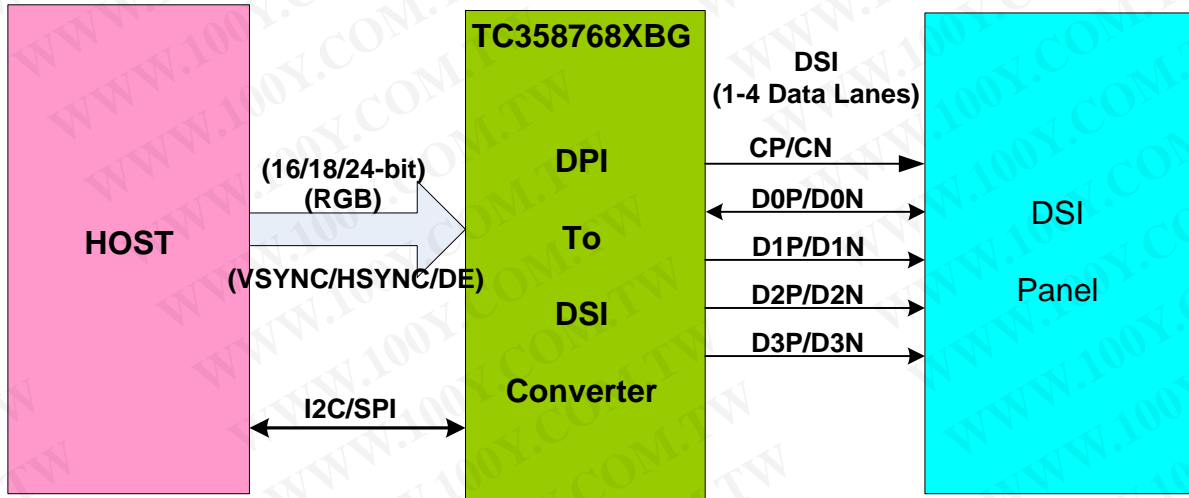 TC358768XBG
DSI
(1-4 Data Lanes)
CP/CN
(16/18/24-bit)
(RGB)
DPI
D0P/D0N
HOST
To
DSI
D1P/D1N
(VSYNC/HSYNC/DE)
Panel
DSI
D2P/D2N
D3P/D3N
Converter
I2C/SPI
WWW.100Y.COM.TW